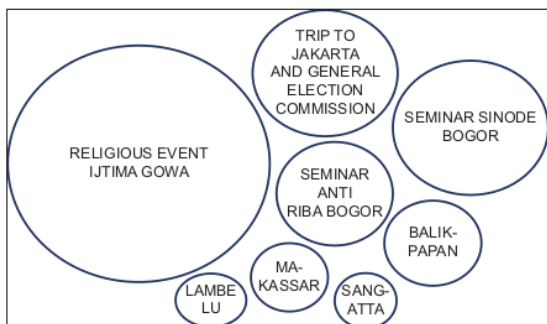 TRIP TO
JAKARTA
AND GENERAL
ELECTION
COMMISSION
SEMINAR SINODE
BOGOR
RELIGIOUS EVENT
IJTIMA GOWA
SEMINAR
ANTI
RIBA BOGOR
BALIK-
PAPAN
MA-
KASSAR
LAMBE
LU
SANG-
ATTA